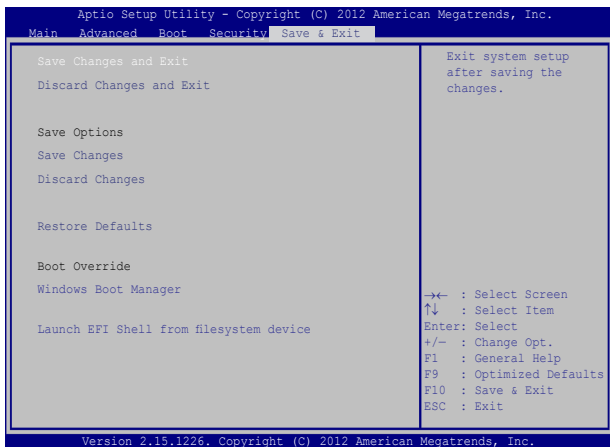 Aptio Setup Utility - Copyright (C) 2012 American Megatrends, Inc.
Main Advanced Boot Security Save & Exit
Save Changes and Exit
Discard Changes and Exit
Save Options
Save Changes
Discard Changes
Restore Defaults
Boot Override
Windows Boot Manager
Launch EFI Shell from filesystem device
Exit system setup
after saving the
changes.
→← : Select Screen
↑↓ : Select Item
Enter: Select
+/− : Change Opt.
F1 : General Help
F9 : Optimized Defaults
F10 : Save & Exit
ESC : Exit
Version 2.15.1226. Copyright (C) 2012 American Megatrends, Inc.